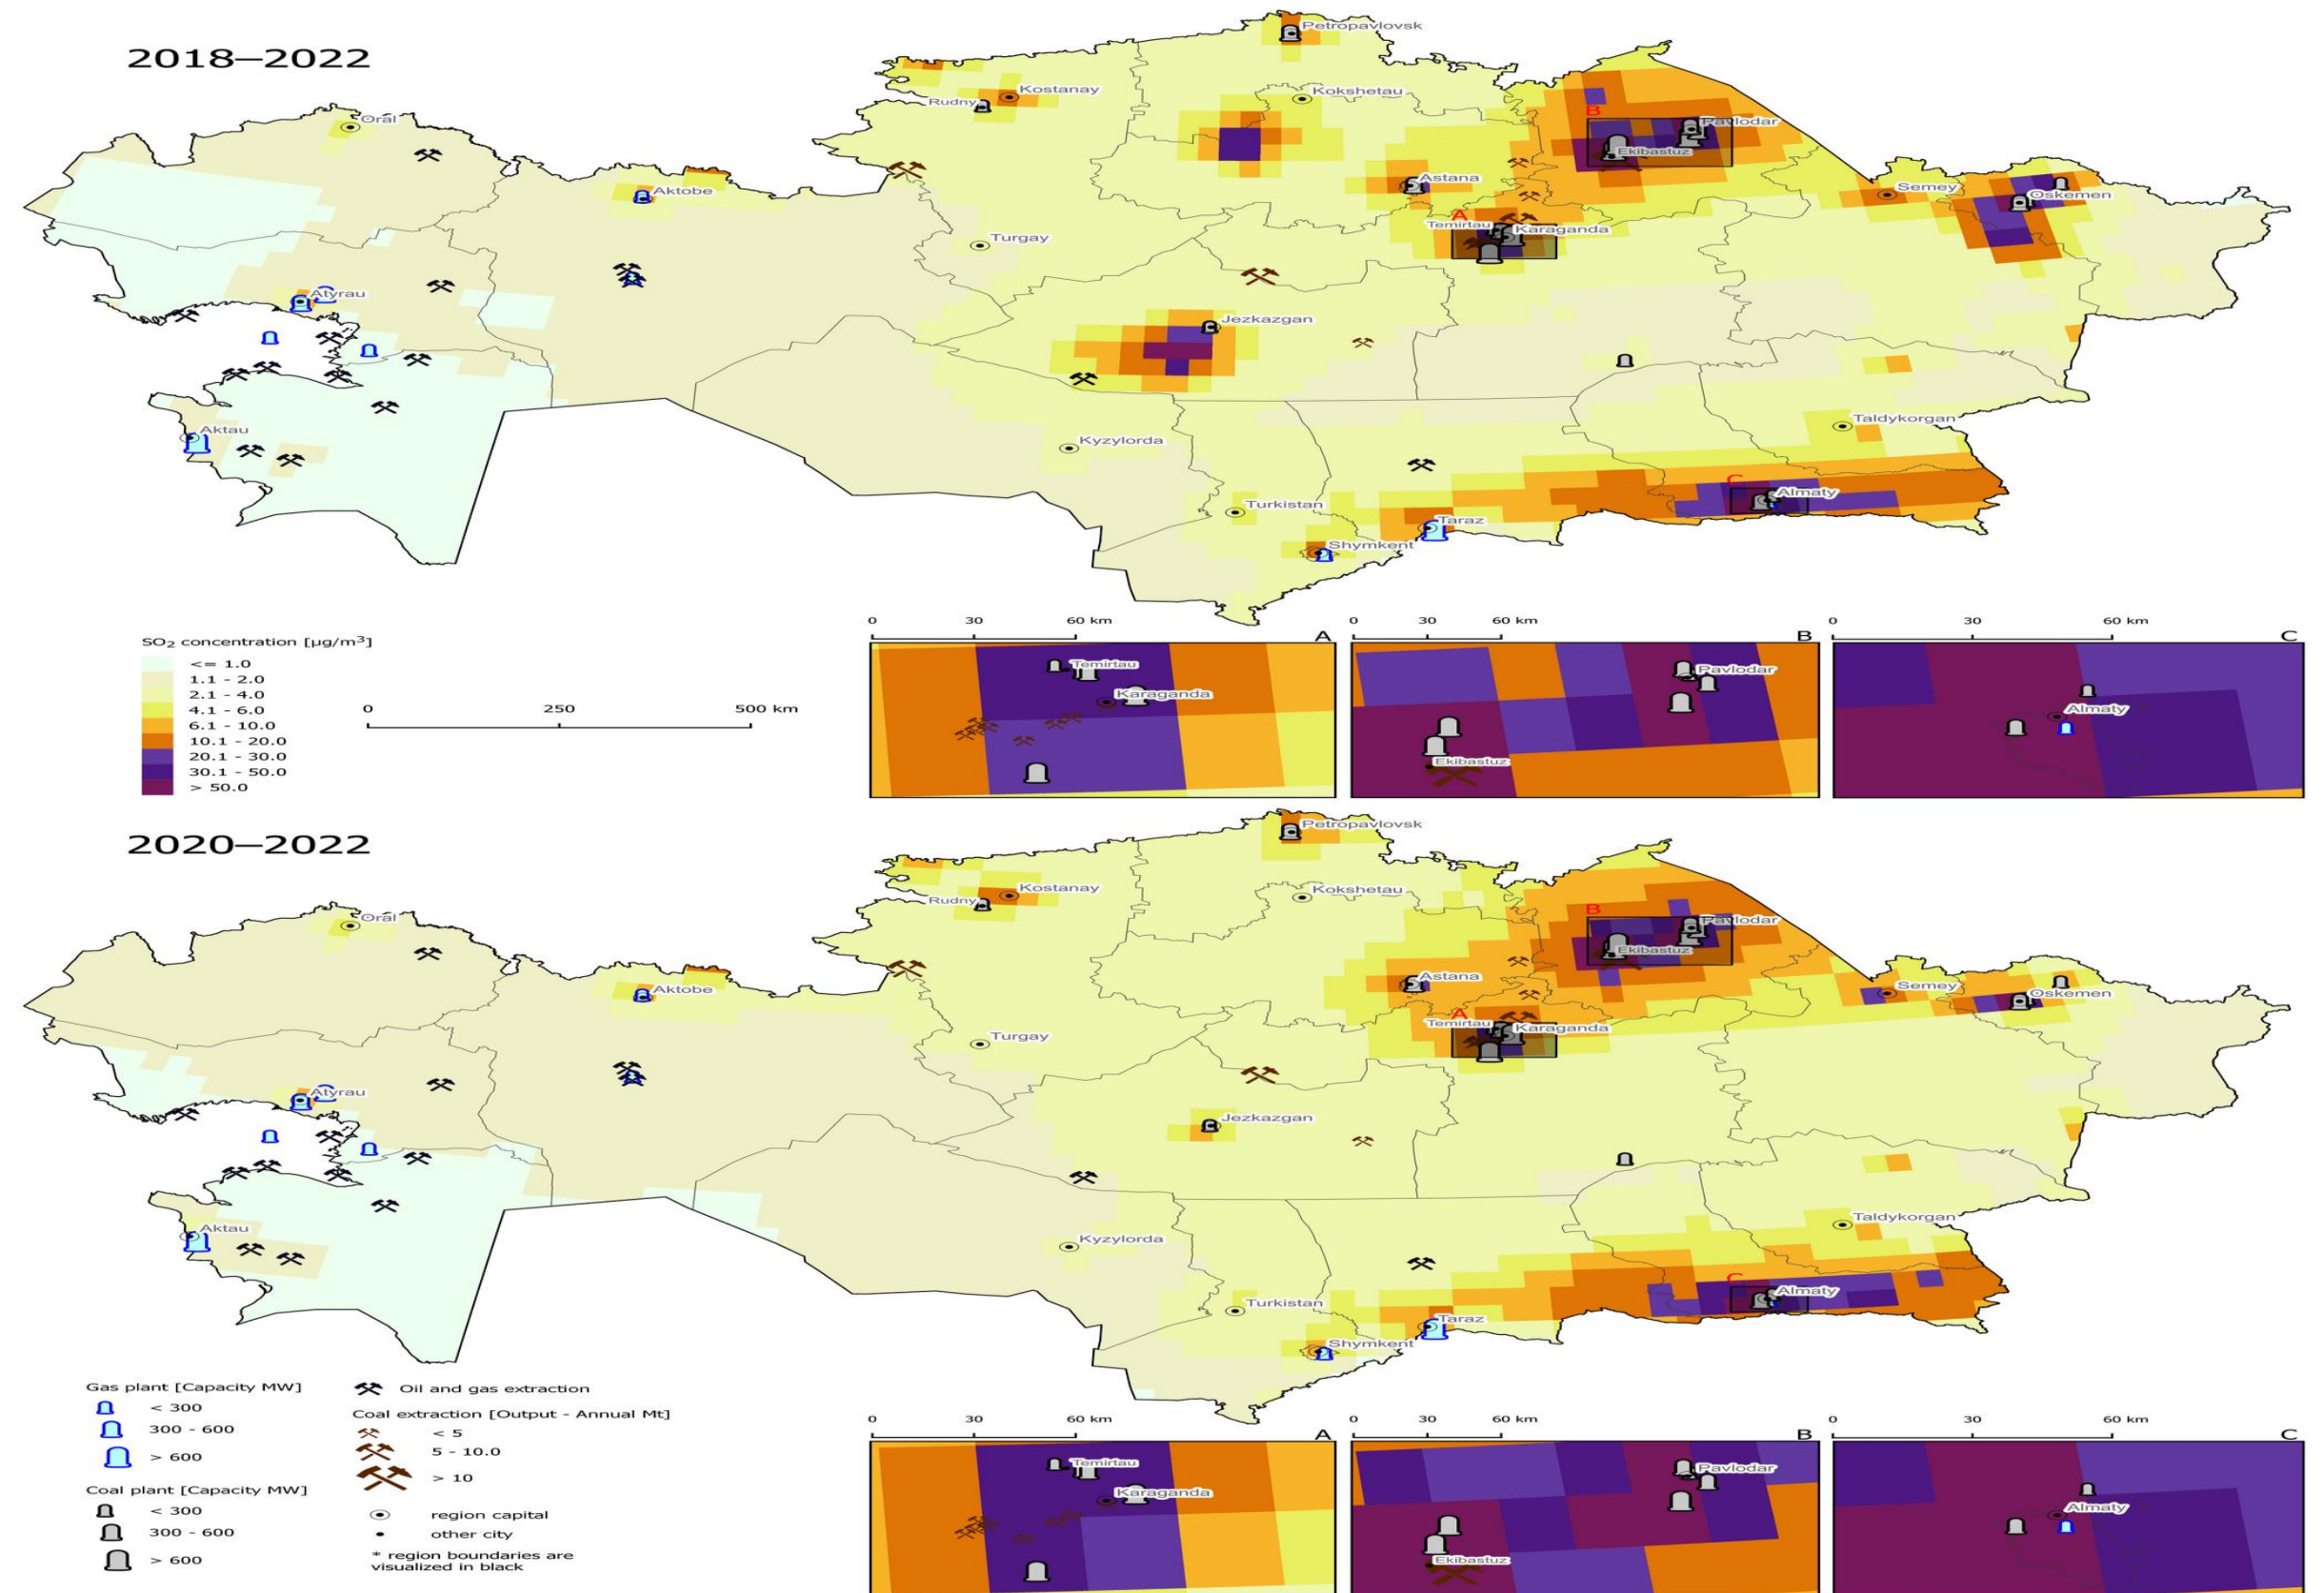 2018–2022
Petropavlovsk
Kostanay
Rudny
Kokshetau
Oral
B
Pavlodar
Ekibastuz
Aktobe
Astana
Semey
Oskemen
A
Temirtau
Karaganda
Turgay
Atyrau
Jezkazgan
Aktau
Kyzylorda
Taldykorgan
C
Almaty
Turkistan
Taraz
Shymkent
SO2 concentration [µg/m³]
<= 1.0
1.1 - 2.0
2.1 - 4.0
4.1 - 6.0
6.1 - 10.0
10.1 - 20.0
20.1 - 30.0
30.1 - 50.0
> 50.0
0 250 500 km
0 30 60 km
A
Temirtau
Karaganda
0 30 60 km
B
Pavlodar
Ekibastuz
0 30 60 km
C
Almaty
2020–2022
Petropavlovsk
Kostanay
Rudny
Kokshetau
Oral
B
Pavlodar
Ekibastuz
Aktobe
Astana
Semey
Oskemen
A
Temirtau
Karaganda
Turgay
Atyrau
Jezkazgan
Aktau
Kyzylorda
Taldykorgan
C
Almaty
Turkistan
Taraz
Shymkent
Gas plant [Capacity MW]
< 300
300 - 600
> 600
Coal plant [Capacity MW]
< 300
300 - 600
> 600
Oil and gas extraction
Coal extraction [Output - Annual Mt]
< 5
5 - 10.0
> 10
region capital
other city
* region boundaries are
visualized in black
0 30 60 km
A
Temirtau
Karaganda
0 30 60 km
B
Pavlodar
Ekibastuz
0 30 60 km
C
Almaty